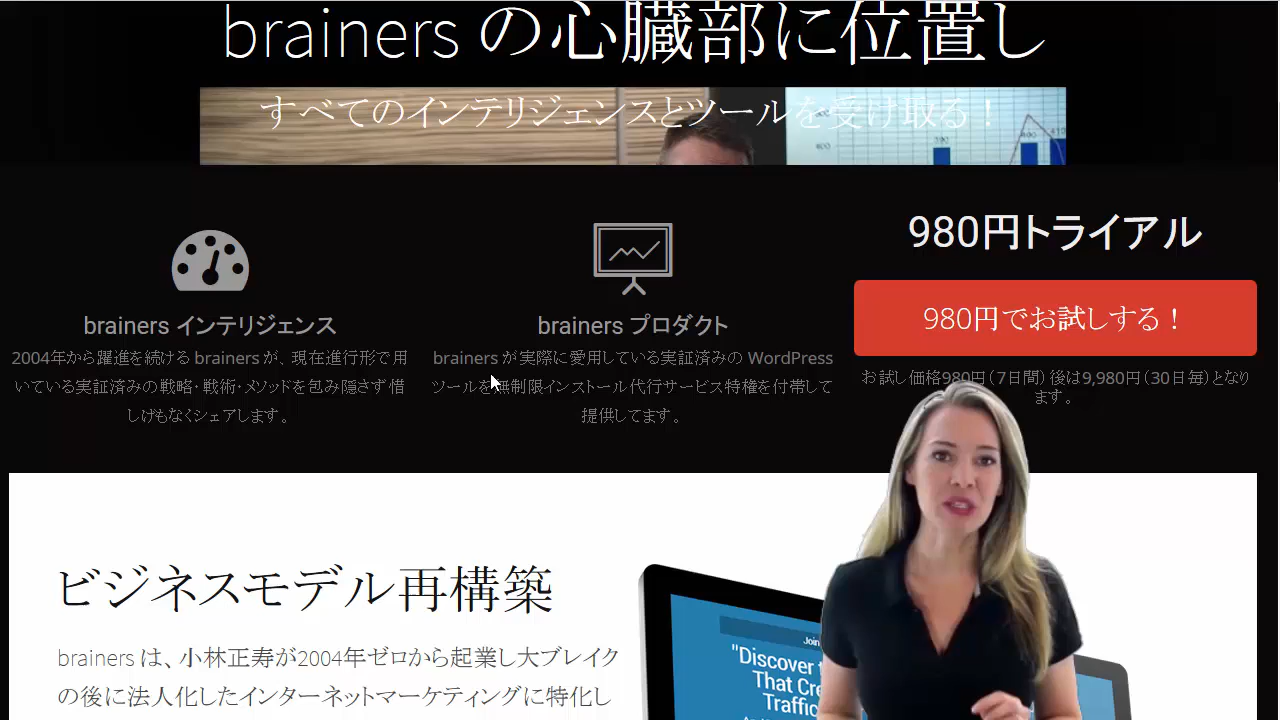 brainers の心臓部に位置し
すべてのインテリジェンスとツールを受け取る！
400
390
400
410
980円トライアル
980円でお試しする！
お試し価格980円（7日間）後は9,980円（30日毎）となり
ます。
brainers インテリジェンス
2004年から躍進を続ける brainers が、現在進行形で用
いている実証済みの戦略・戦術・メソッドを包み隠さず惜
しげもなくシェアします。
brainers プロダクト
brainers が実際に愛用している実証済みの WordPress
ツールを無制限インストール代行サービス特権を付帯して
提供してます。
ビジネスモデル再構築
brainers は、小林正寿が2004年ゼロから起業し大ブレイク
の後に法人化したインターネットマーケティングに特化し
Join
"Discover
That Cre
Traffic